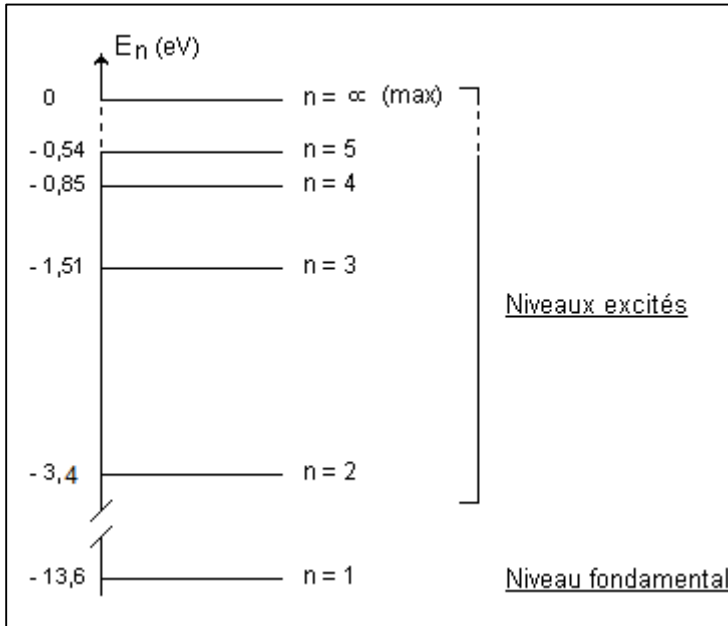 En (eV)
0 n = ∝ (max)
- 0,54 n = 5
- 0,85 n = 4
- 1,51 n = 3
Niveaux excités
- 3,4 n = 2
- 13,6 n = 1 Niveau fondamental